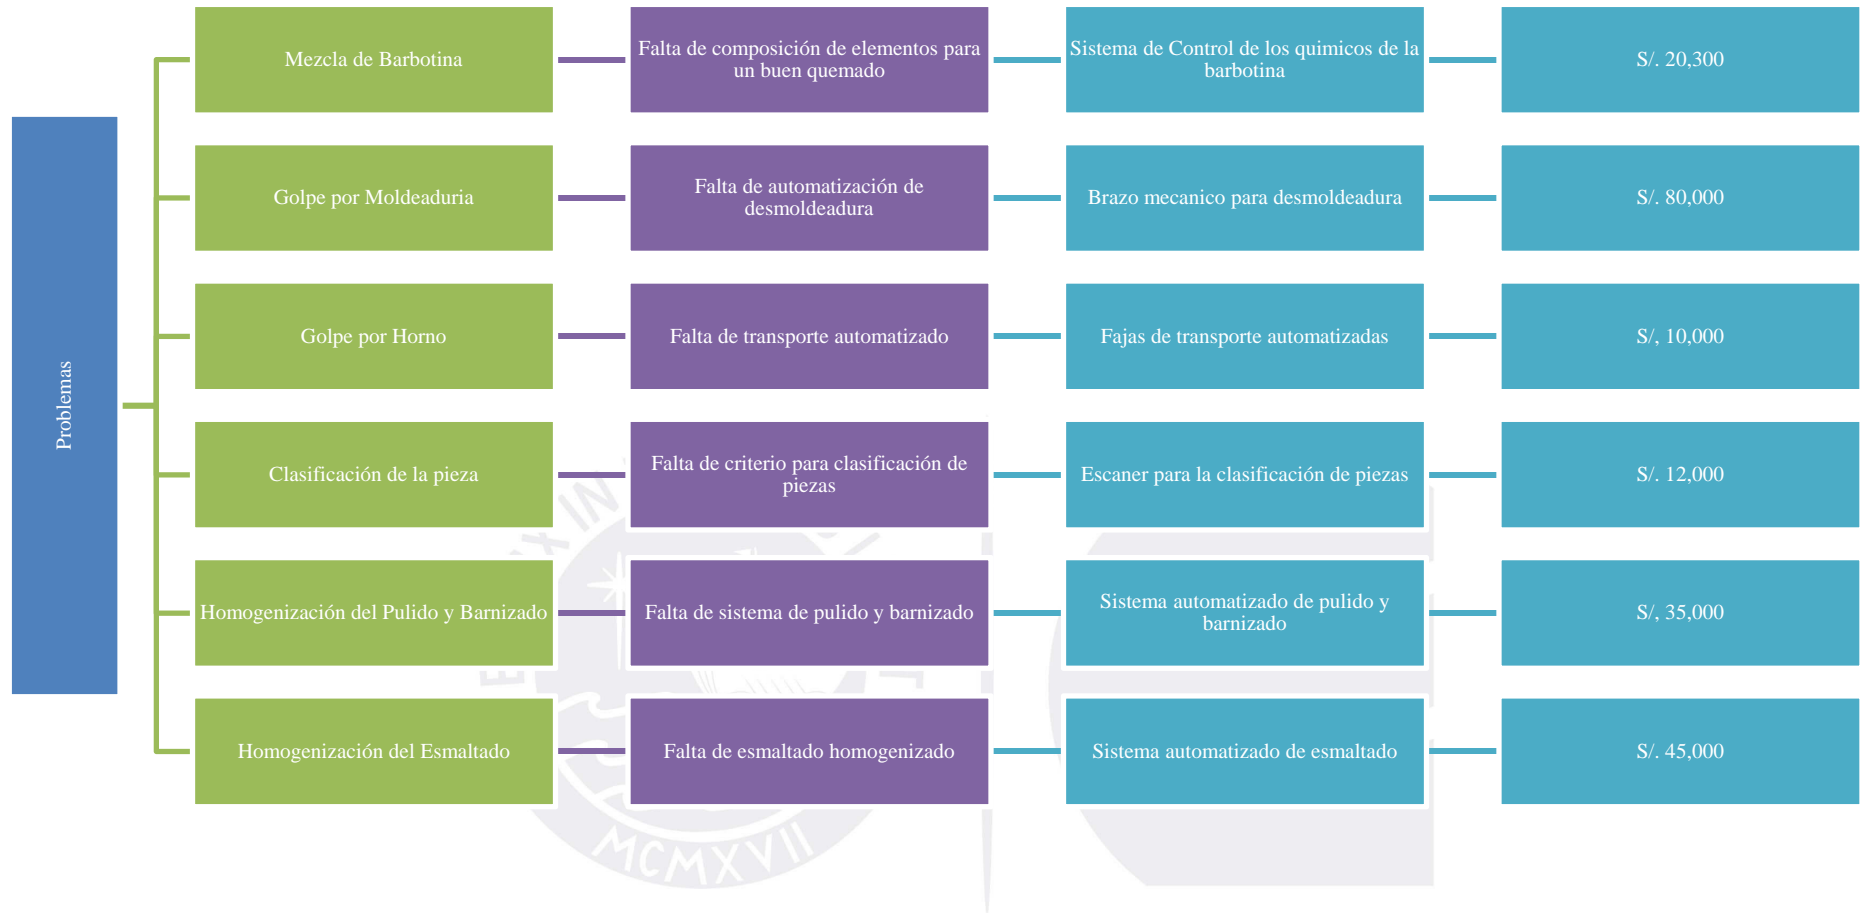 Problemas
Mezcla de Barbotina
Falta de composición de elementos para
un buen quemado
Sistema de Control de los quimicos de la
barbotina
S/. 20,300
Golpe por Moldeaduria
Falta de automatización de
desmoldeadura
Brazo mecanico para desmoldeadura
S/. 80,000
Golpe por Horno
Falta de transporte automatizado
Fajas de transporte automatizadas
S/, 10,000
Clasificación de la pieza
Falta de criterio para clasificación de
piezas
Escaner para la clasificación de piezas
S/. 12,000
Homogenización del Pulido y Barnizado
Falta de sistema de pulido y barnizado
Sistema automatizado de pulido y
barnizado
S/, 35,000
Homogenización del Esmaltado
Falta de esmaltado homogenizado
Sistema automatizado de esmaltado
S/. 45,000
MCMXVII